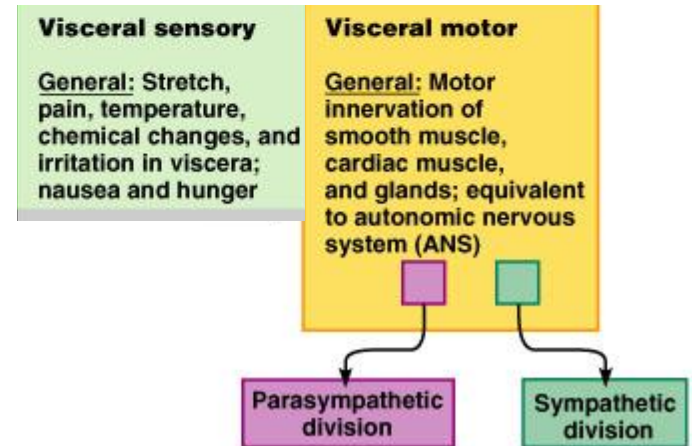 Visceral sensory
General: Stretch,
pain, temperature,
chemical changes, and
irritation in viscera;
nausea and hunger
Visceral motor
General: Motor
innervation of
smooth muscle,
cardiac muscle,
and glands; equivalent
to autonomic nervous
system (ANS)
Parasympathetic
division
Sympathetic
division